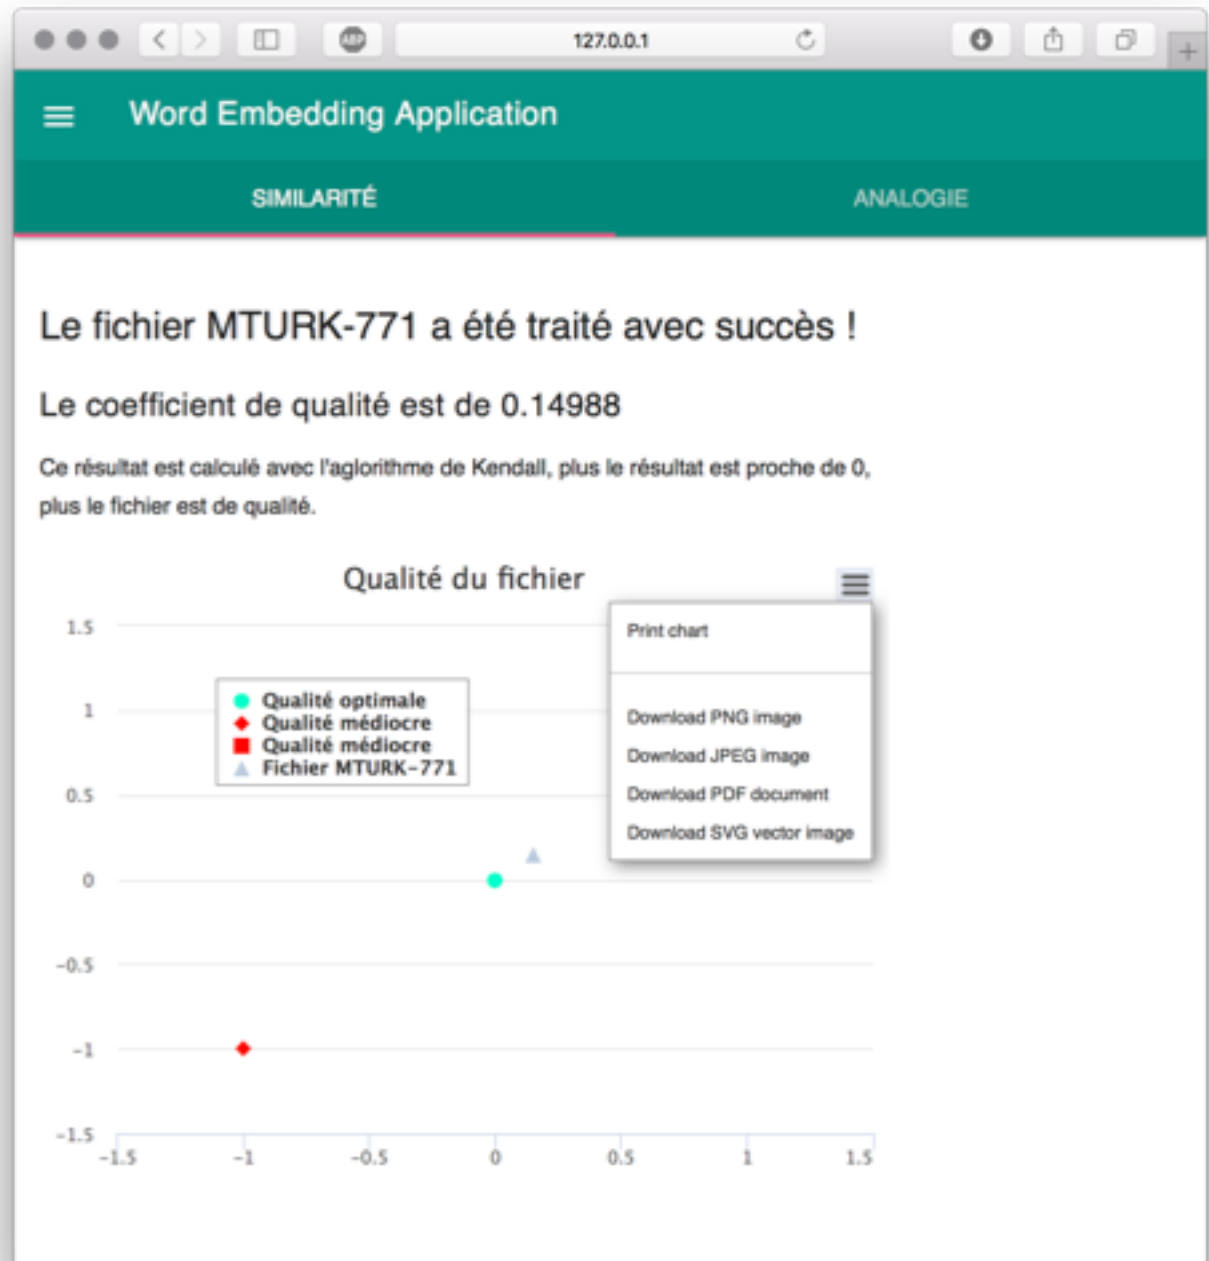 ABP
127.0.0.1
Word Embedding Application
SIMILARITÉ
ANALOGIE
Le fichier MTURK-771 a été traité avec succès !
Le coefficient de qualité est de 0.14988
Ce résultat est calculé avec l'aglorithme de Kendall, plus le résultat est proche de 0,
plus le fichier est de qualité.
Qualité du fichier
Print chart
Download PNG image
Download JPEG image
Download PDF document
Download SVG vector image
Qualité optimale
Qualité médiocre
Qualité médiocre
Fichier MTURK-771
1.5
1
0.5
0
-0.5
-1
-1.5
-1.5 -1 -0.5 0 0.5 1 1.5